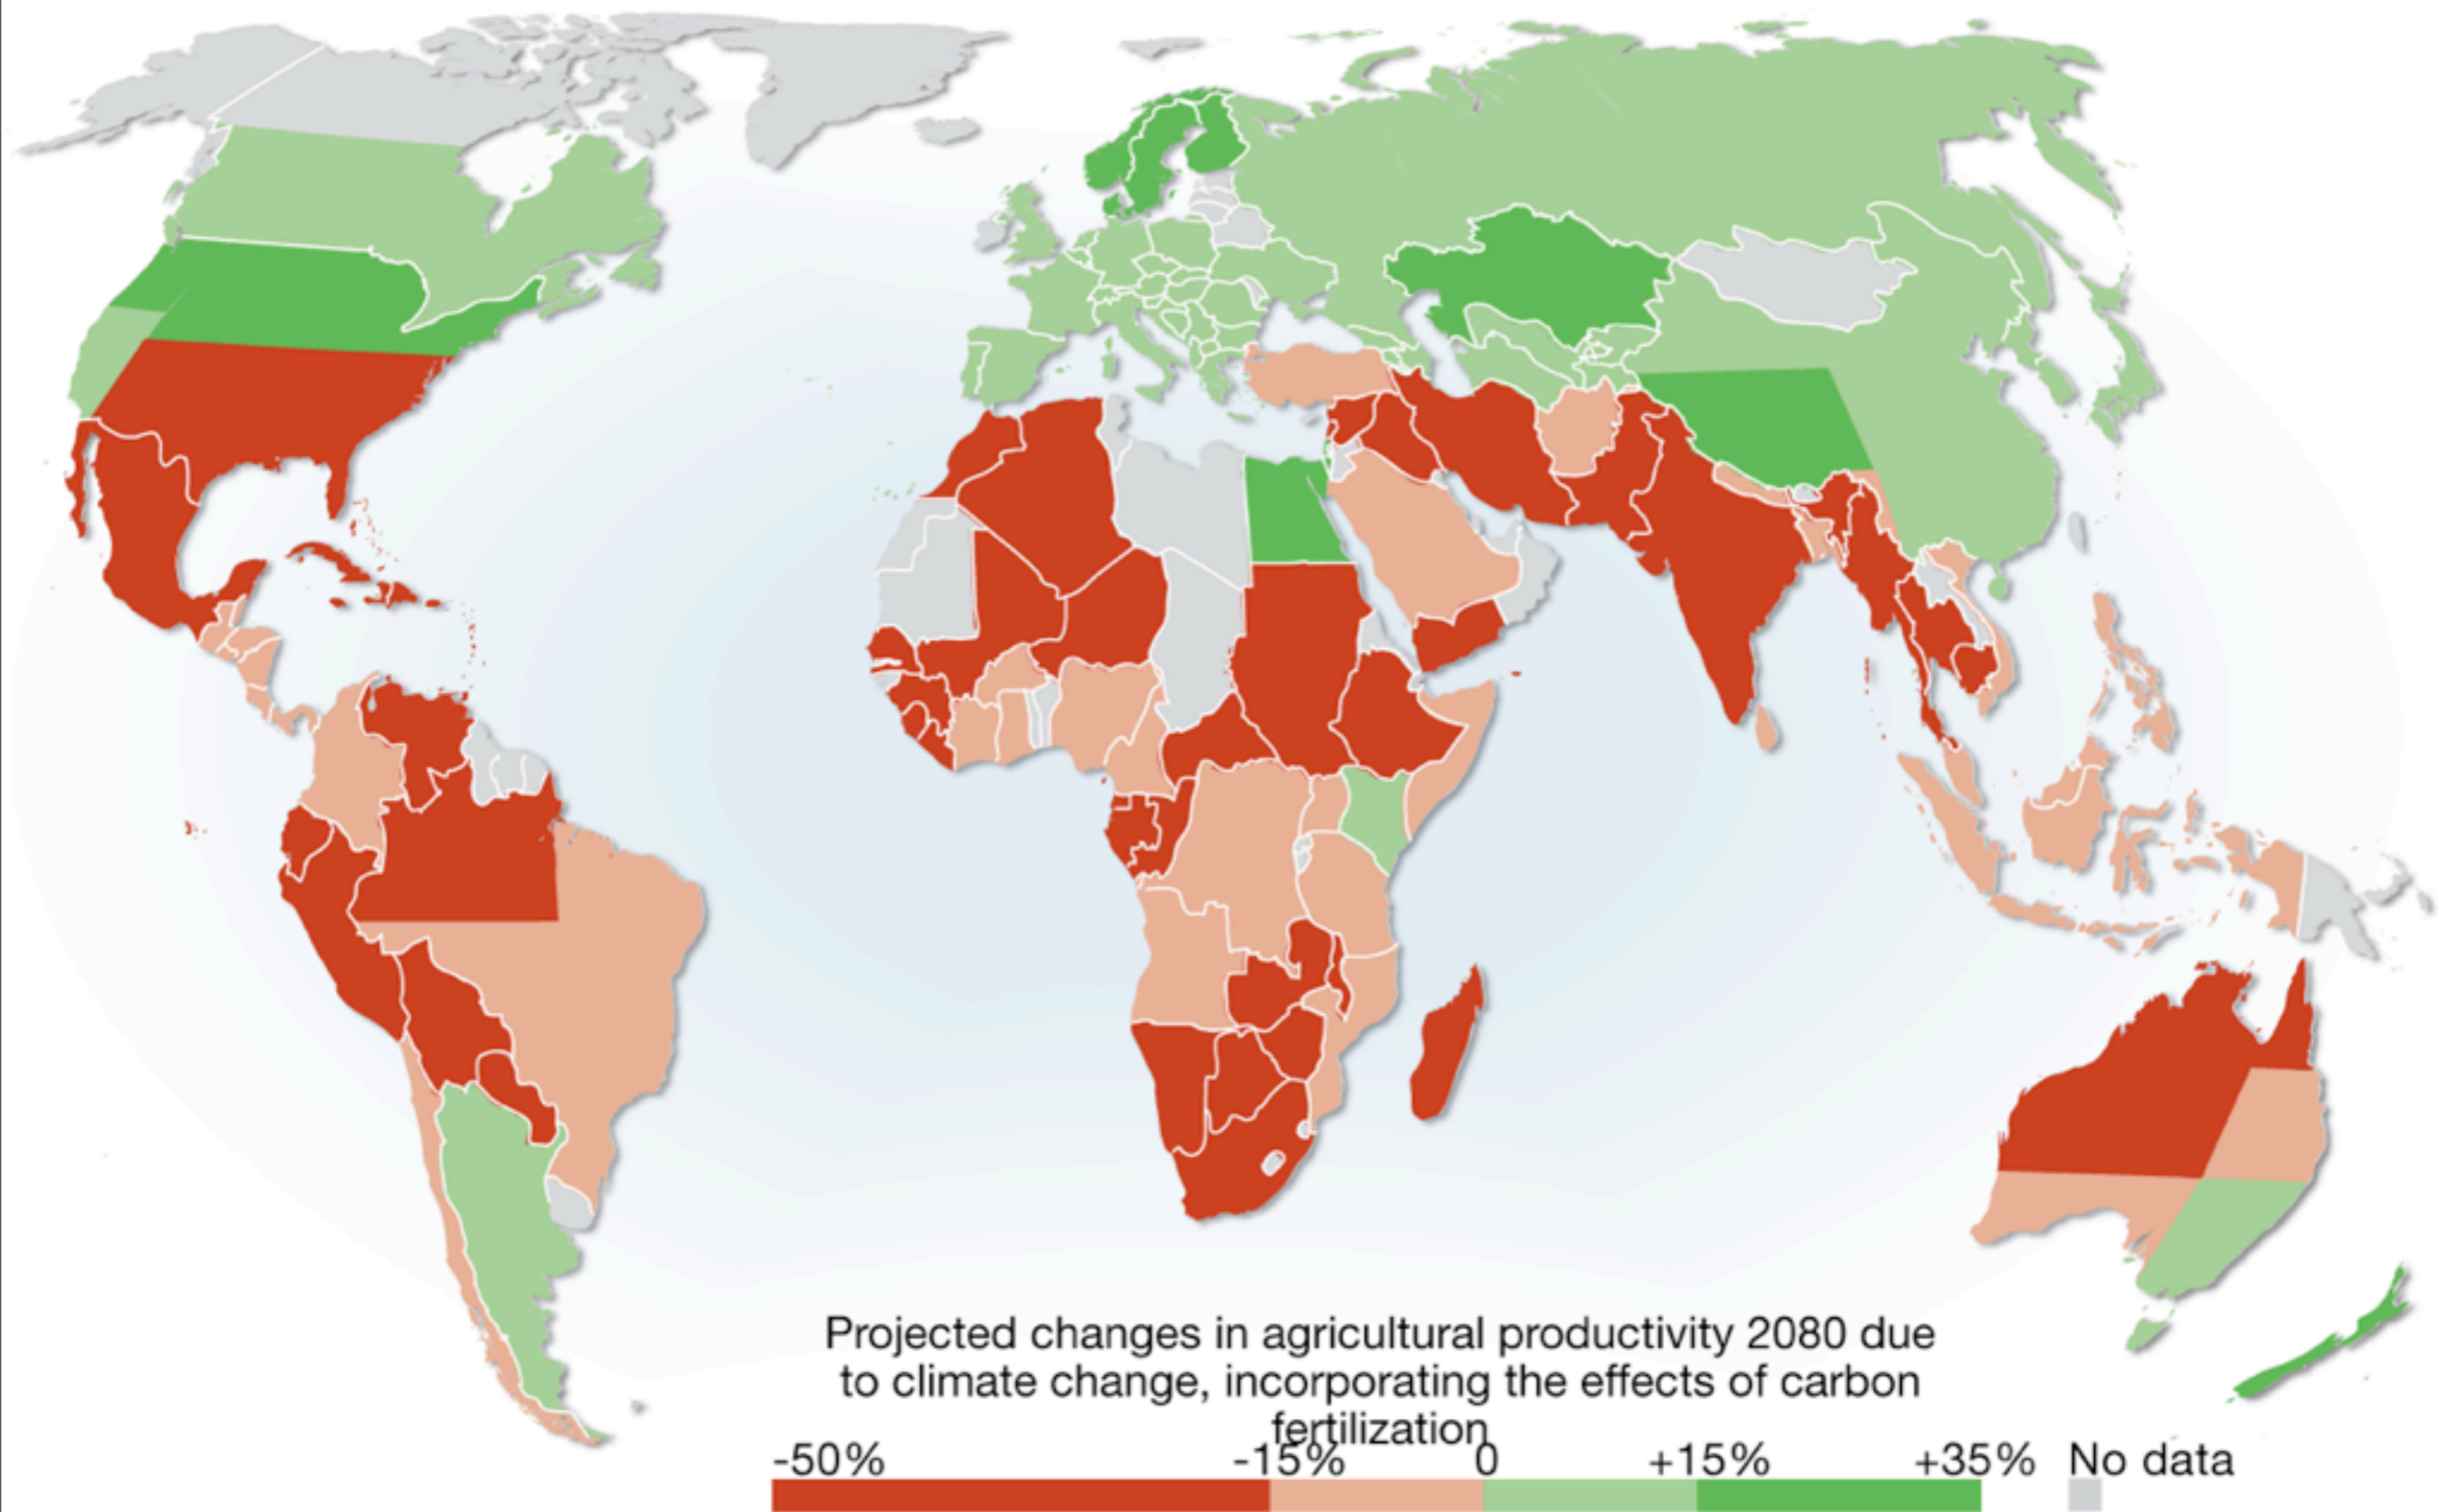 Projected changes in agricultural productivity 2080 due
to climate change, incorporating the effects of carbon
fertilization
-50% -15% 0 +15% +35% No data